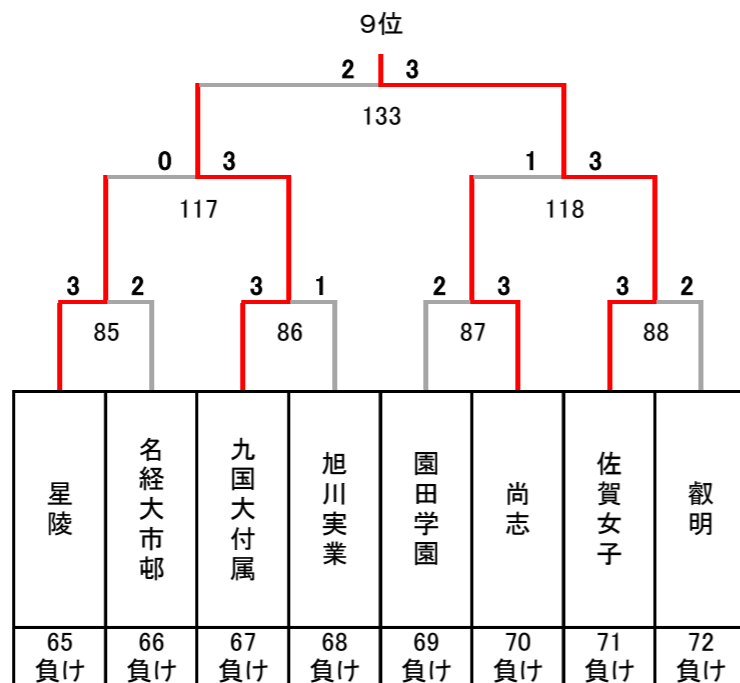 9位
2 3
133
0 3 1 3
117 118
3 2 3 1 2 3 3 2
85 86 87 88
星陵
名経大市邨
九国大付属
旭川実業
園田学園
尚志
佐賀女子
叡明
65 66 67 68 69 70 71 72
負け 負け 負け 負け 負け 負け 負け 負け